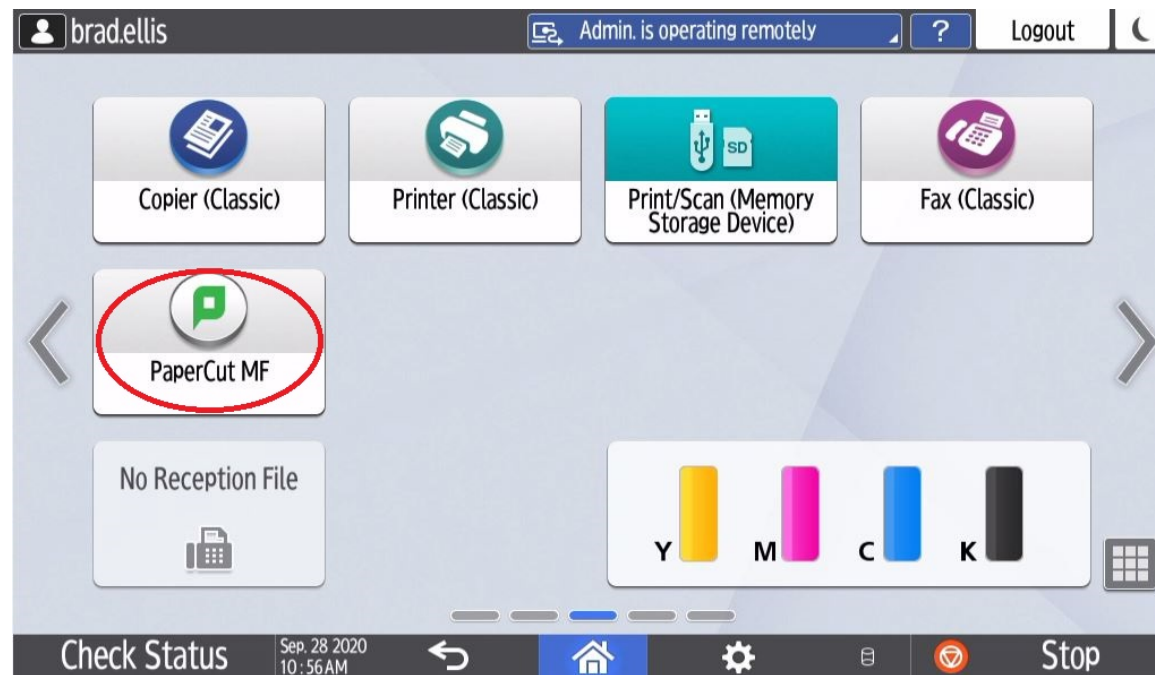 brad.ellis
Admin. is operating remotely
?
Logout
Copier (Classic)
Printer (Classic)
SD
Print/Scan (Memory
Storage Device)
Fax (Classic)
PaperCut MF
No Reception File
Y
M
C
K
Check Status
Sep. 28 2020
10:56AM
Stop